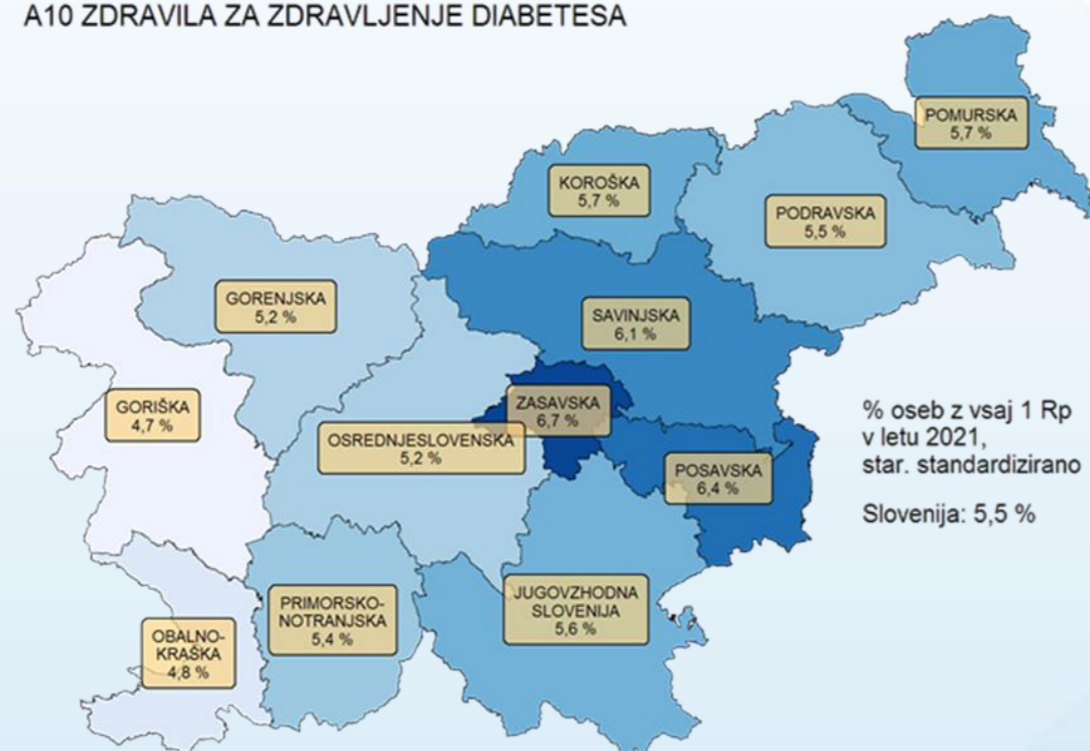 A10 ZDRAVILA ZA ZDRAVLJENJE DIABETESA
POMURSKA
5,7 %
KOROŠKA
5,7 %
PODRAVSKA
5,5 %
GORENJSKA
5,2 %
SAVINJSKA
6,1 %
GORIŠKA
4,7 %
ZASAVSKA
6,7 %
OSREDNJESLOVENSKA
5,2 %
POSAVSKA
6,4 %
% oseb z vsaj 1 Rp
v letu 2021,
star. standardizirano
Slovenija: 5,5 %
JUGOVZHODNA
SLOVENIJA
5,6 %
PRIMORSKO-
NOTRANJSKA
5,4 %
OBALNO-
KRAŠKA
4,8 %